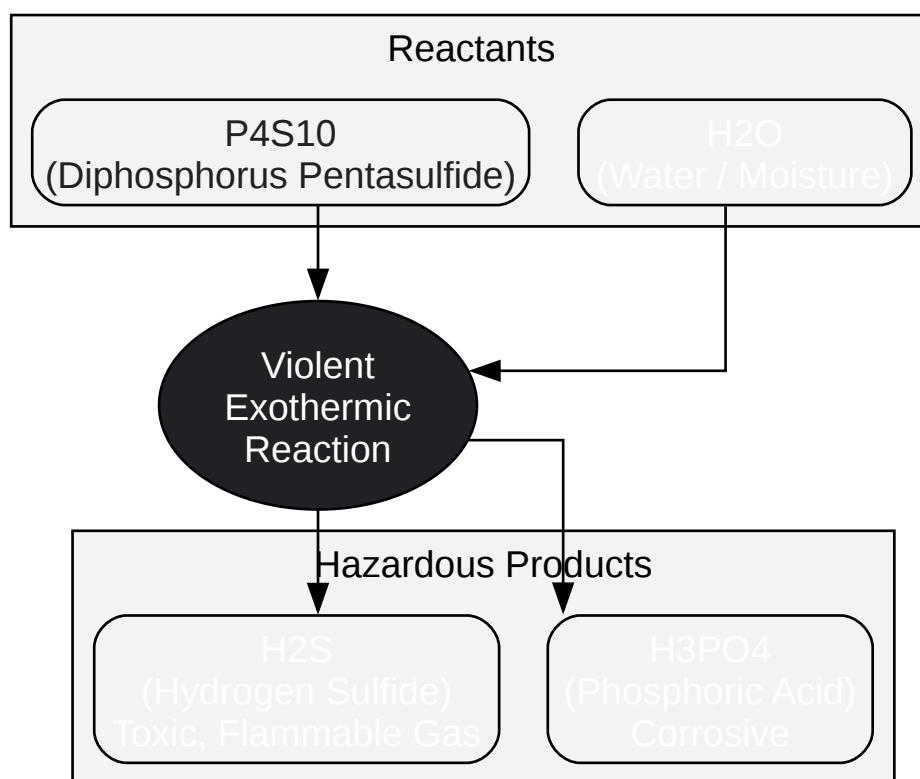 Reactants
P4S10
(Diphosphorus Pentasulfide)
H2O
(Water / Moisture)
Violent
Exothermic
Reaction
Hazardous Products
H2S
(Hydrogen Sulfide)
Toxic, Flammable Gas
H3PO4
(Phosphoric Acid)
Corrosive